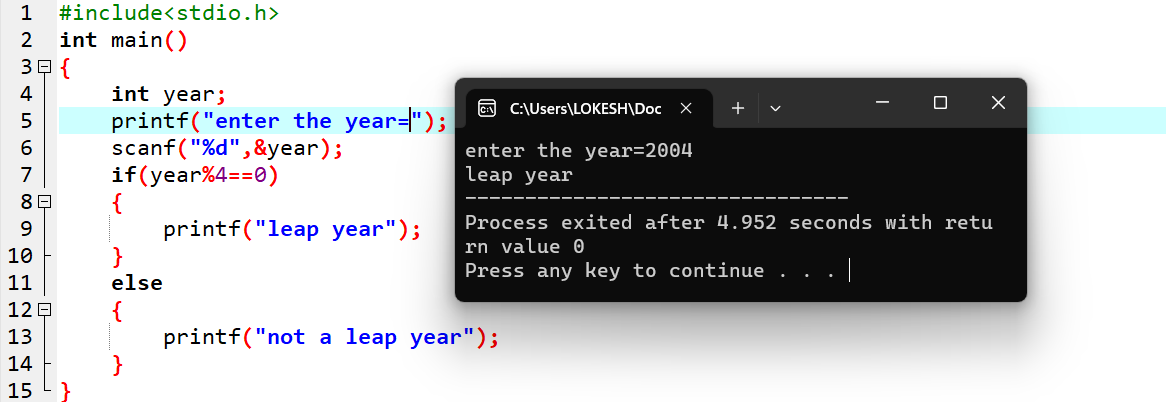 1 #include<stdio.h>
2 int main()
3 {
4 int year;
5 printf("enter the year=");
6 scanf("%d",&year);
7 if(year%4==0)
8 {
9 printf("leap year");
10 }
11 else
12 {
13 printf("not a leap year");
14 }
15 }
C:\Users\LOKESH\Doc
enter the year=2004
leap year
--------------------------------
Process exited after 4.952 seconds with retu
rn value 0
Press any key to continue . . .